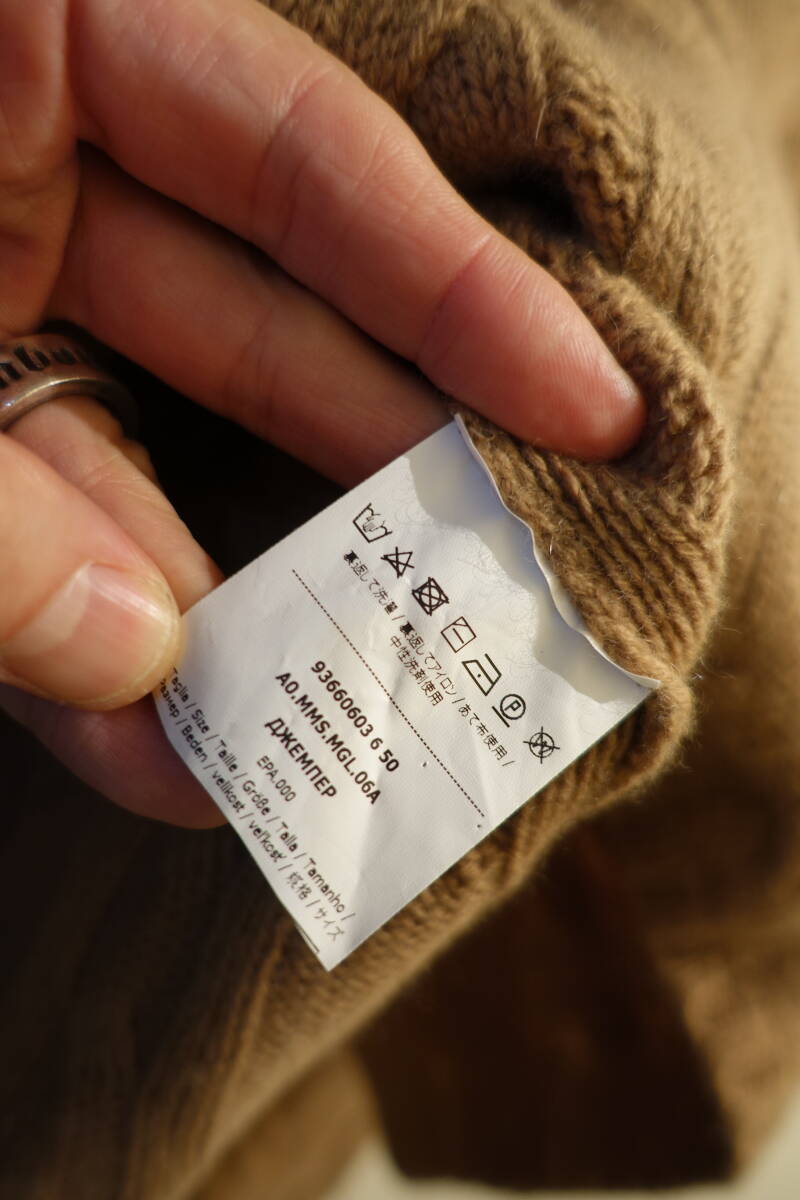 裏返して洗濯 / 裏返してアイロン / あて布使用 /
中性洗剤使用
93660603 6 50
A0.MMS.MGL.06A
ДЖЕМПЕР
EPA.000
Taglia / Size / Taille / Größe / Talla / Tamanho /
Размер / Beden / velikost / veľkosť / 規格 / サイズ